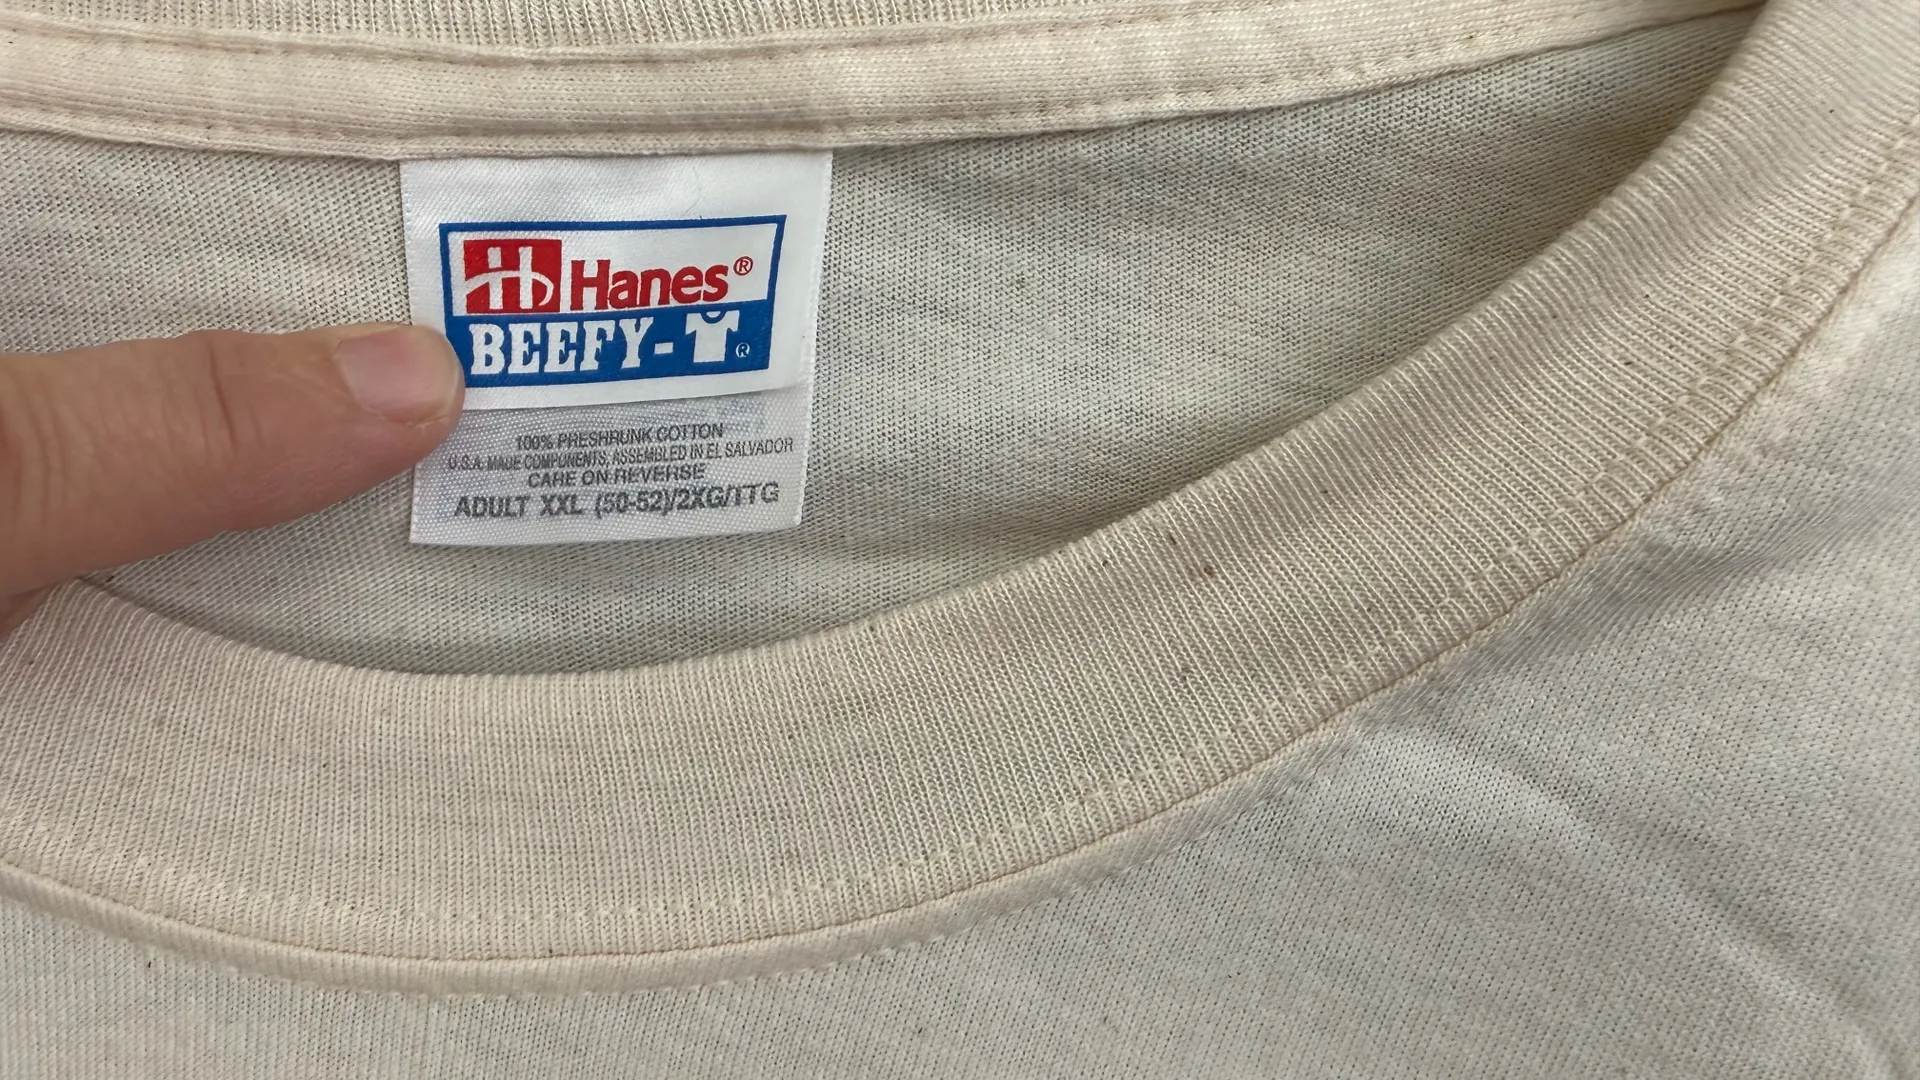 Hanes®
BEEFY-T®
100% PRESHRUNK COTTON
U.S.A. MADE COMPONENTS, ASSEMBLED IN EL SALVADOR
CARE ON REVERSE
ADULT XXL (50-52)/2XG/TTG